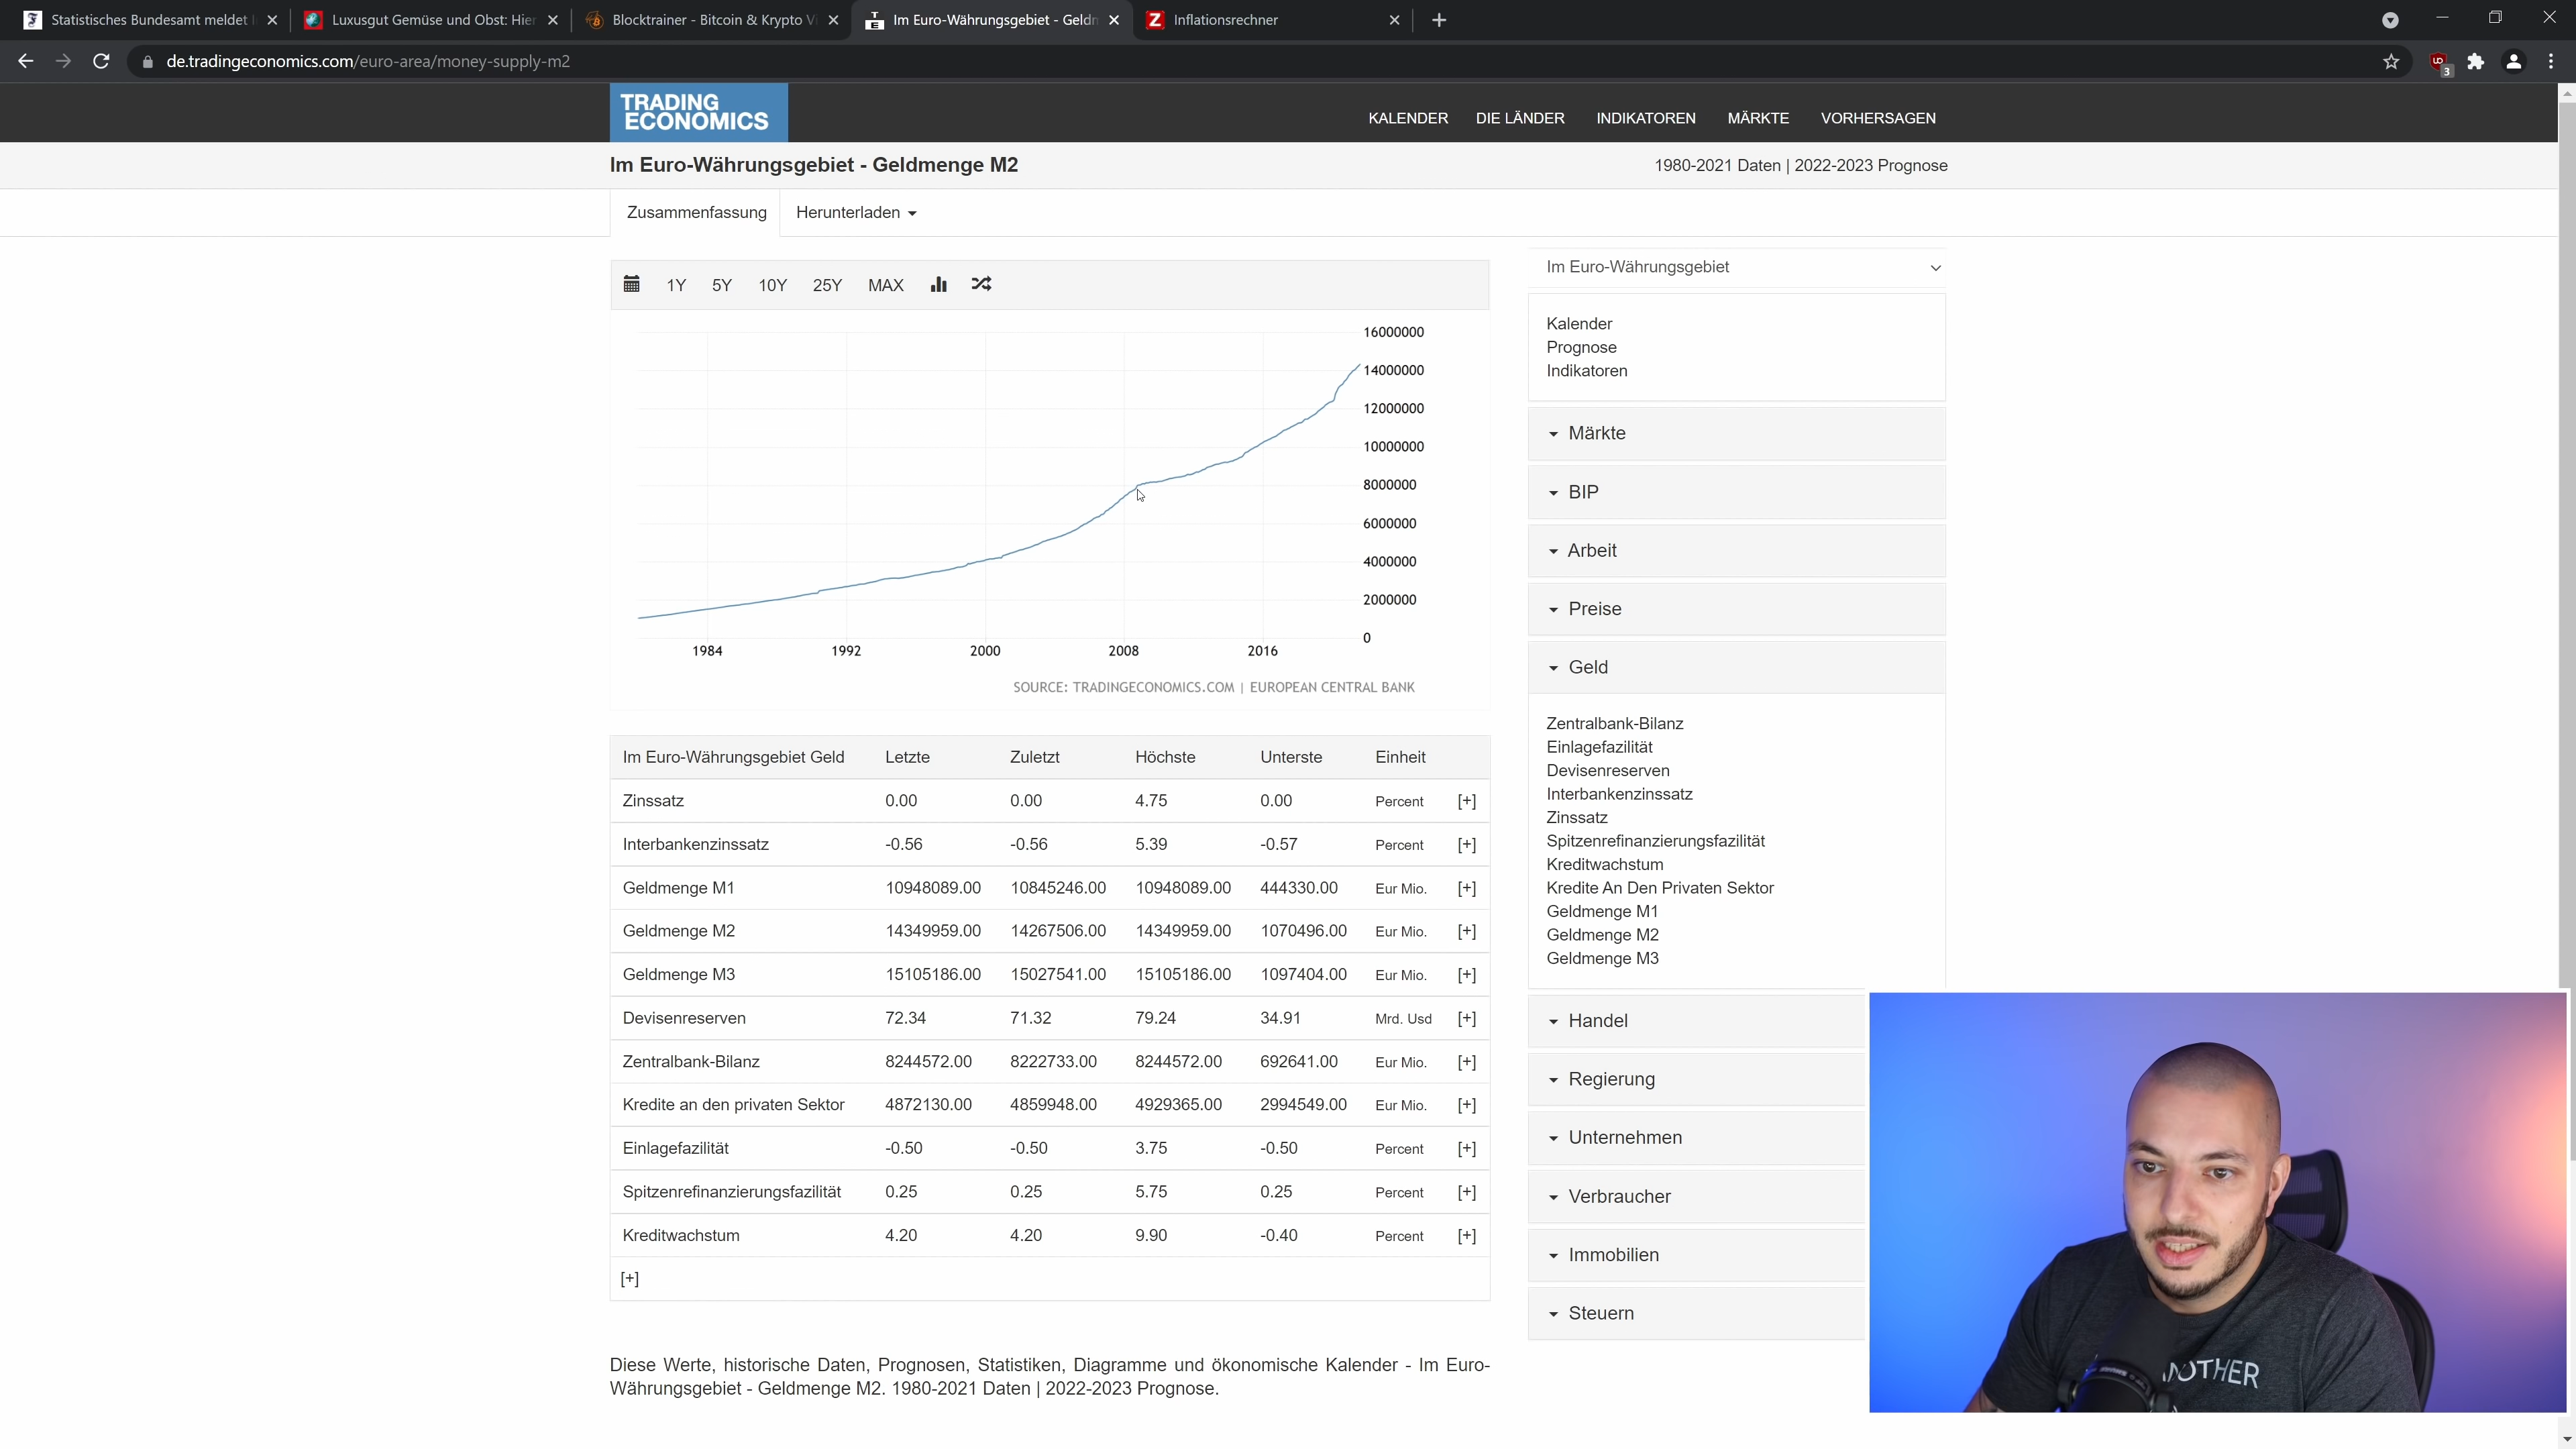 Statistisches Bundesamt meldet
Luxusgut Gemüse und Obst: Hier
Blocktrainer - Bitcoin & Krypto
Im Euro-Währungsgebiet - Geldm
Inflationsrechner
de.tradingeconomics.com/euro-area/money-supply-m2
3
TRADING
ECONOMICS
KALENDER DIE LÄNDER INDIKATOREN MÄRKTE VORHERSAGEN
Im Euro-Währungsgebiet - Geldmenge M2
1980-2021 Daten | 2022-2023 Prognose
Zusammenfassung Herunterladen
1Y 5Y 10Y 25Y MAX
16000000
14000000
12000000
10000000
8000000
6000000
4000000
2000000
0
1984 1992 2000 2008 2016
SOURCE: TRADINGECONOMICS.COM | EUROPEAN CENTRAL BANK
Im Euro-Währungsgebiet Geld Letzte Zuletzt Höchste Unterste Einheit
Zinssatz 0.00 0.00 4.75 0.00 Percent [+]
Interbankenzinssatz -0.56 -0.56 5.39 -0.57 Percent [+]
Geldmenge M1 10948089.00 10845246.00 10948089.00 444330.00 Eur Mio. [+]
Geldmenge M2 14349959.00 14267506.00 14349959.00 1070496.00 Eur Mio. [+]
Geldmenge M3 15105186.00 15027541.00 15105186.00 1097404.00 Eur Mio. [+]
Devisenreserven 72.34 71.32 79.24 34.91 Mrd. Usd [+]
Zentralbank-Bilanz 8244572.00 8222733.00 8244572.00 692641.00 Eur Mio. [+]
Kredite an den privaten Sektor 4872130.00 4859948.00 4929365.00 2994549.00 Eur Mio. [+]
Einlagefazilität -0.50 -0.50 3.75 -0.50 Percent [+]
Spitzenrefinanzierungsfazilität 0.25 0.25 5.75 0.25 Percent [+]
Kreditwachstum 4.20 4.20 9.90 -0.40 Percent [+]
[+]
Diese Werte, historische Daten, Prognosen, Statistiken, Diagramme und ökonomische Kalender - Im Euro-
Währungsgebiet - Geldmenge M2. 1980-2021 Daten | 2022-2023 Prognose.
Im Euro-Währungsgebiet
Kalender
Prognose
Indikatoren
Märkte
BIP
Arbeit
Preise
Geld
Zentralbank-Bilanz
Einlagefazilität
Devisenreserven
Interbankenzinssatz
Zinssatz
Spitzenrefinanzierungsfazilität
Kreditwachstum
Kredite An Den Privaten Sektor
Geldmenge M1
Geldmenge M2
Geldmenge M3
Handel
Regierung
Unternehmen
Verbraucher
Immobilien
Steuern